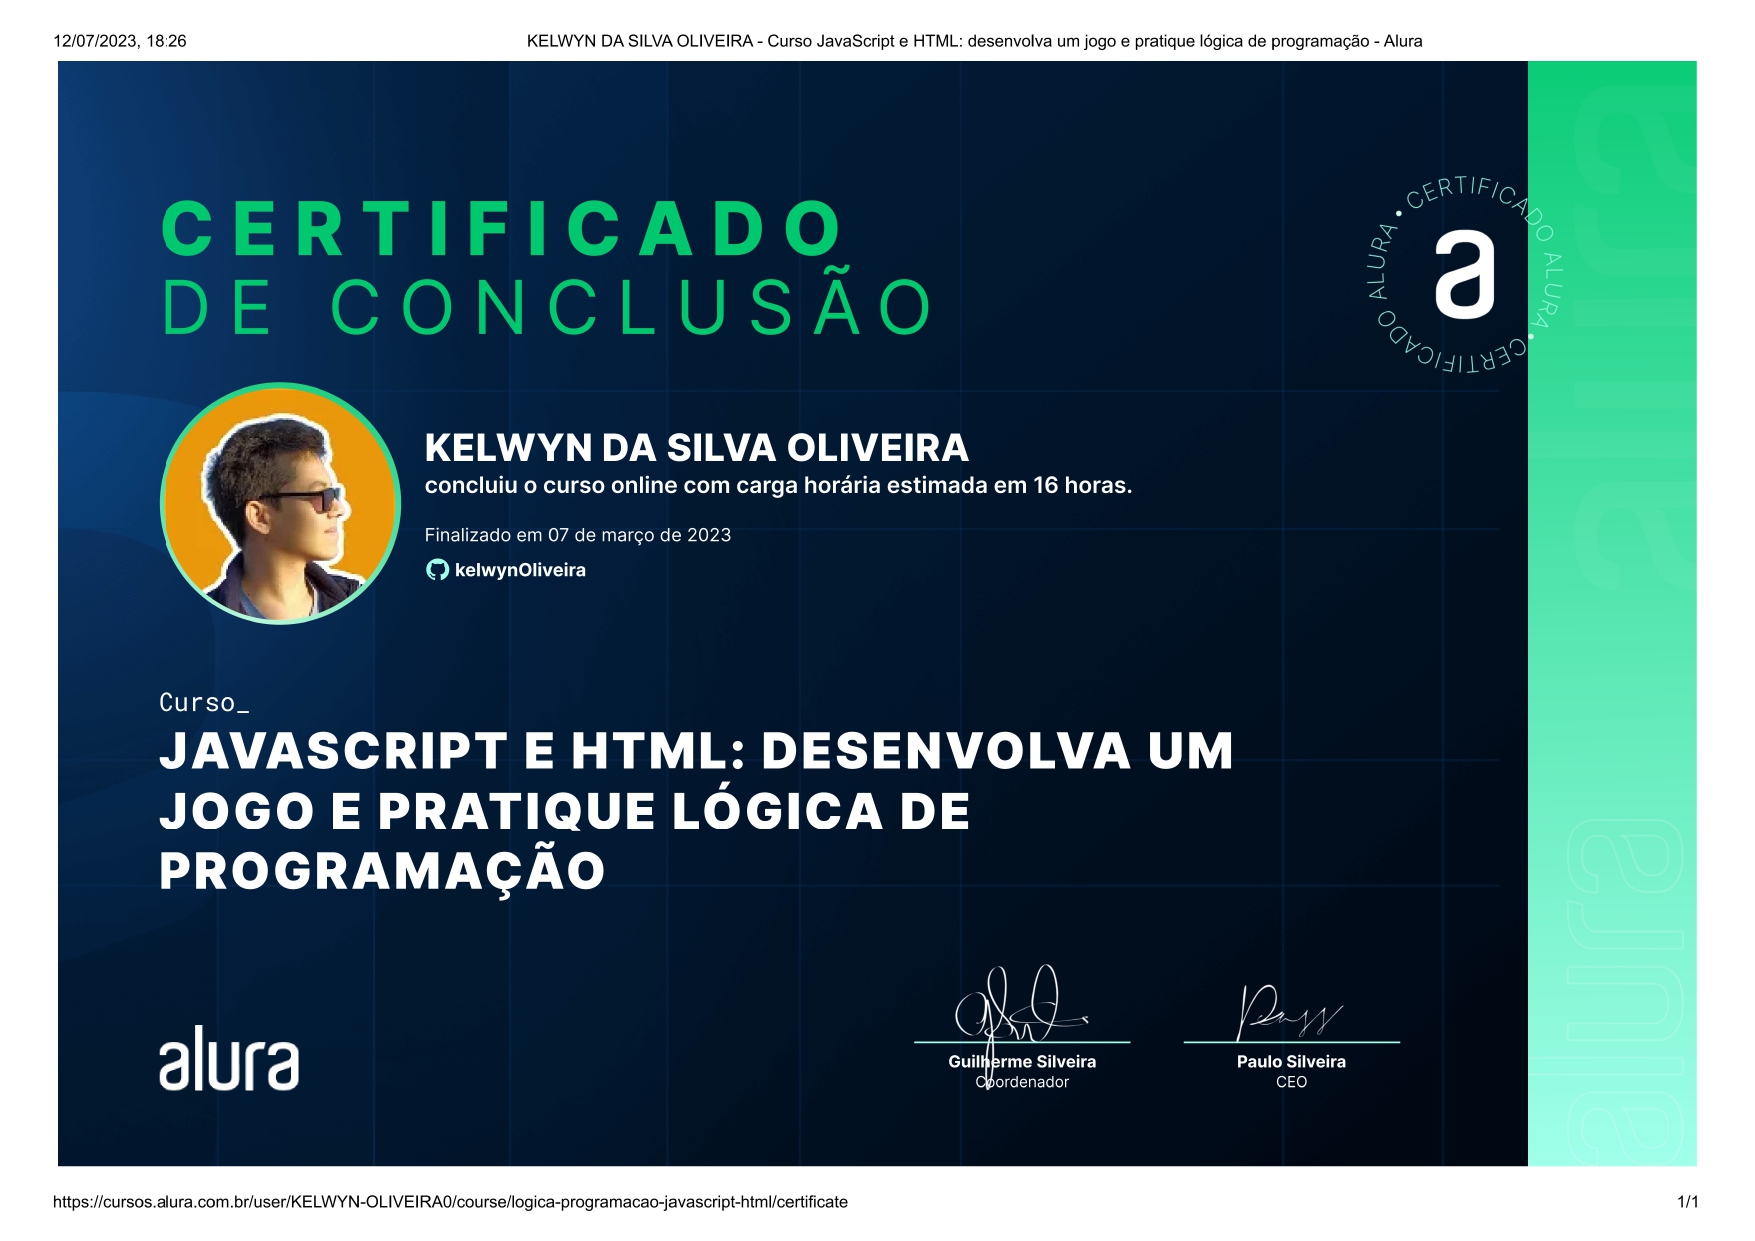 12/07/2023, 18:26
KELWYN DA SILVA OLIVEIRA - Curso JavaScript e HTML: desenvolva um jogo e pratique lógica de programação - Alura
CERTIFICADO
DE CONCLUSÃO
• CERTIFICADO ALURA • CERTIFICADO ALURA
a
alura
KELWYN DA SILVA OLIVEIRA
concluiu o curso online com carga horária estimada em 16 horas.
Finalizado em 07 de março de 2023
kelwynOliveira
Curso_
JAVASCRIPT E HTML: DESENVOLVA UM
JOGO E PRATIQUE LÓGICA DE
PROGRAMAÇÃO
alura
alura
Guilherme Silveira
Coordenador
Paulo Silveira
CEO
https://cursos.alura.com.br/user/KELWYN-OLIVEIRA0/course/logica-programacao-javascript-html/certificate
1/1